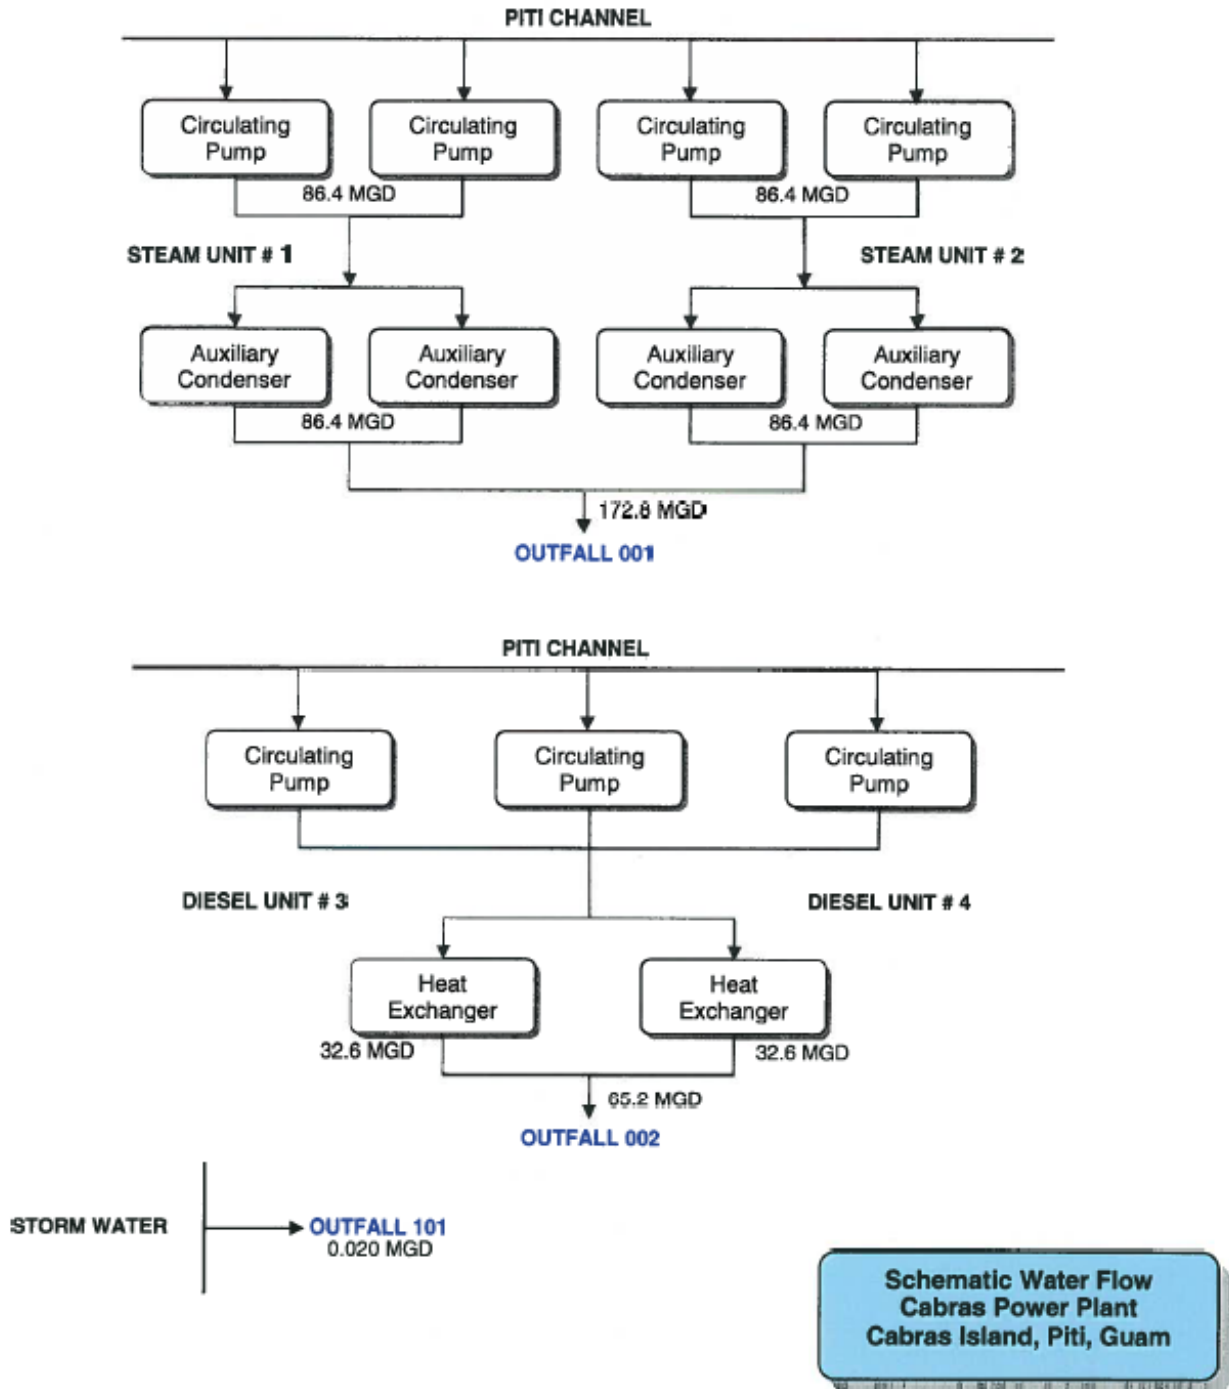 PITI CHANNEL
Circulating
Pump
Circulating
Pump
Circulating
Pump
Circulating
Pump
86.4 MGD
86.4 MGD
STEAM UNIT # 1
STEAM UNIT # 2
Auxiliary
Condenser
Auxiliary
Condenser
Auxiliary
Condenser
Auxiliary
Condenser
86.4 MGD
86.4 MGD
172.8 MGD
OUTFALL 001
PITI CHANNEL
Circulating
Pump
Circulating
Pump
Circulating
Pump
DIESEL UNIT # 3
DIESEL UNIT # 4
Heat
Exchanger
Heat
Exchanger
32.6 MGD
32.6 MGD
65.2 MGD
OUTFALL 002
STORM WATER
OUTFALL 101
0.020 MGD
Schematic Water Flow
Cabras Power Plant
Cabras Island, Piti, Guam